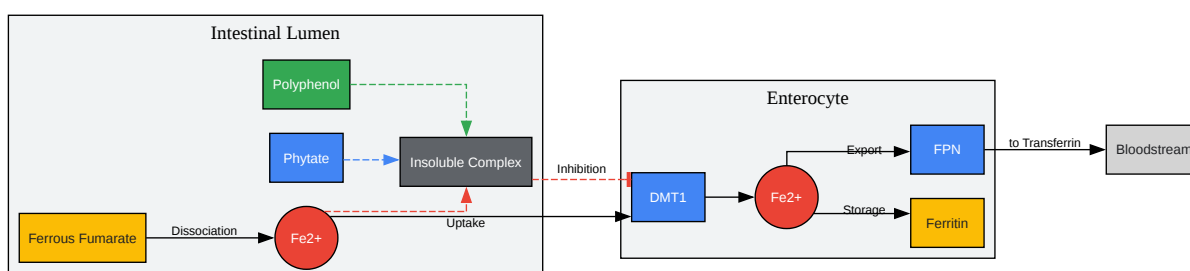 Intestinal Lumen
Polyphenol
Phytate
Insoluble Complex
Ferrous Fumarate
Dissociation
Fe2+
Inhibition
Uptake
Enterocyte
DMT1
Fe2+
Export
Storage
FPN
Ferritin
to Transferrin
Bloodstream